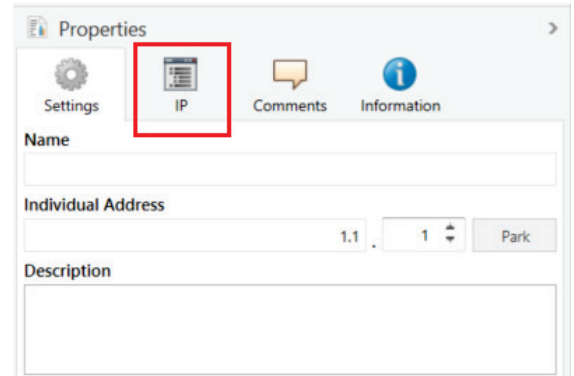 Properties
Settings IP Comments Information
Name
Individual Address
1.1 . 1 Park
Description